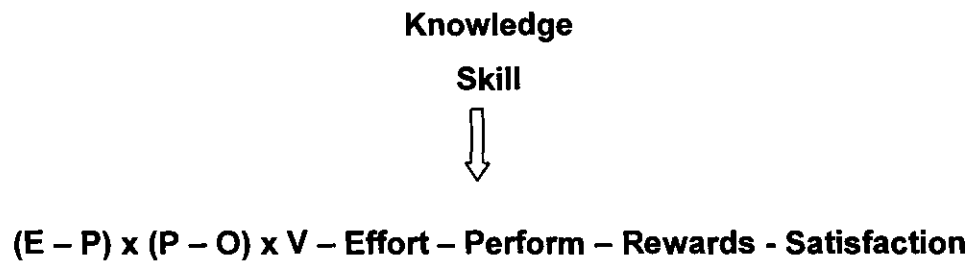 Knowledge
Skill
(E – P) x (P – O) x V – Effort – Perform – Rewards - Satisfaction